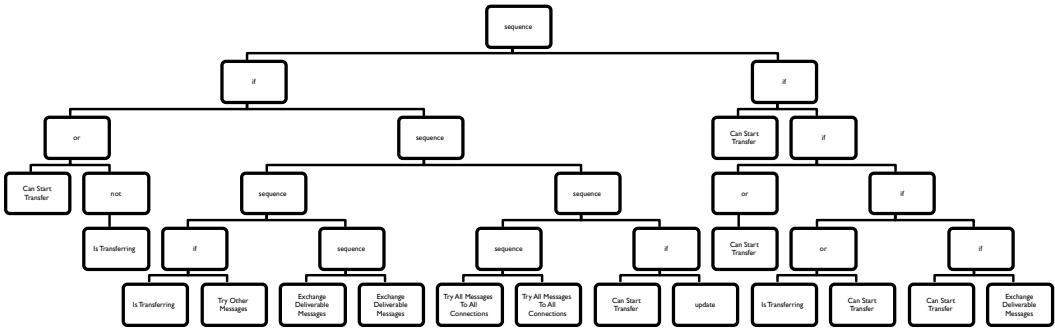 sequence
if
if
or
sequence
Can Start
Transfer
if
Can Start
Transfer
not
sequence
sequence
or
if
Is Transferring
if
sequence
sequence
if
Can Start
Transfer
or
if
Is Transferring
Try Other
Messages
Exchange
Deliverable
Messages
Exchange
Deliverable
Messages
Try All Messages
To All
Connections
Try All Messages
To All
Connections
Can Start
Transfer
update
Is Transferring
Can Start
Transfer
Can Start
Transfer
Exchange
Deliverable
Messages